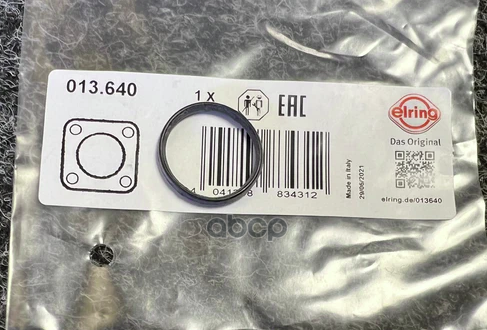 013.640
1 X
EAC
elring
Das Original
834312
Made in Italy
29/06/2021
elring.de/013640